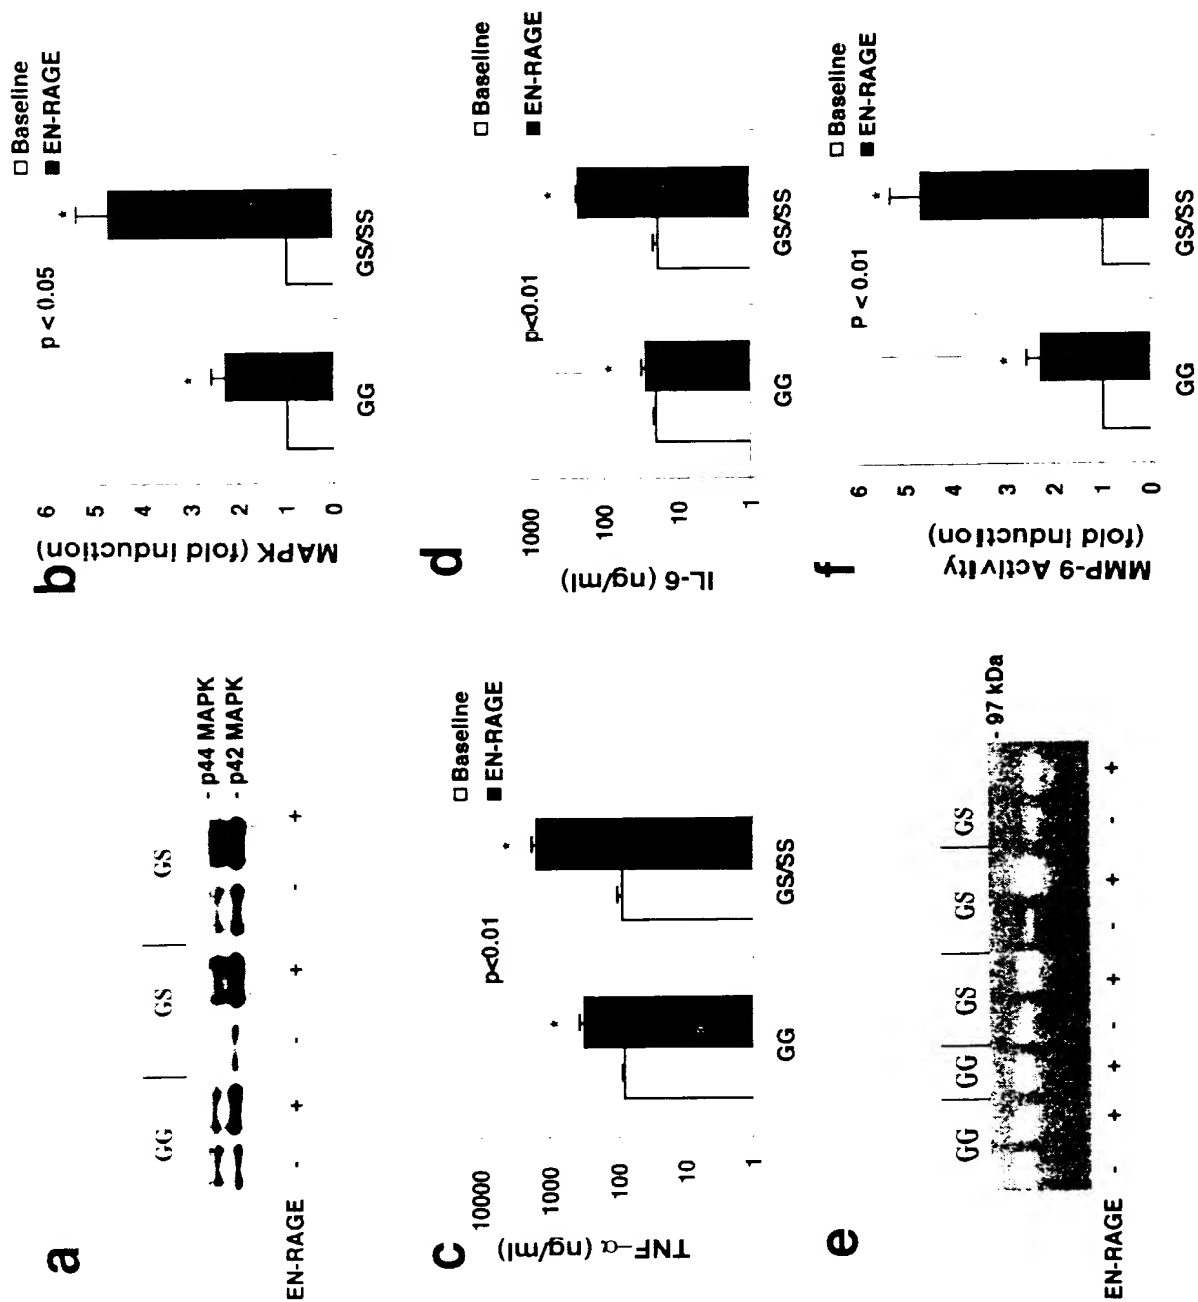 a
GG GS GS
- p44 MAPK
- p42 MAPK
EN-RAGE - + - + - +
b
MAPK (fold induction)
6
5
4
3
2
1
0
p < 0.05
*
*
GG GS/SS
Baseline
EN-RAGE
c
TNF-α (ng/ml)
10000
1000
100
10
1
p<0.01
*
*
GG GS/SS
Baseline
EN-RAGE
d
IL-6 (ng/ml)
1000
100
10
1
p<0.01
*
*
GG GS/SS
Baseline
EN-RAGE
e
GG GG GS GS GS
- 97 kDa
EN-RAGE - + + - + - + - +
f
MMP-9 Activity
(fold induction)
6
5
4
3
2
1
0
P < 0.01
*
*
GG GS/SS
Baseline
EN-RAGE